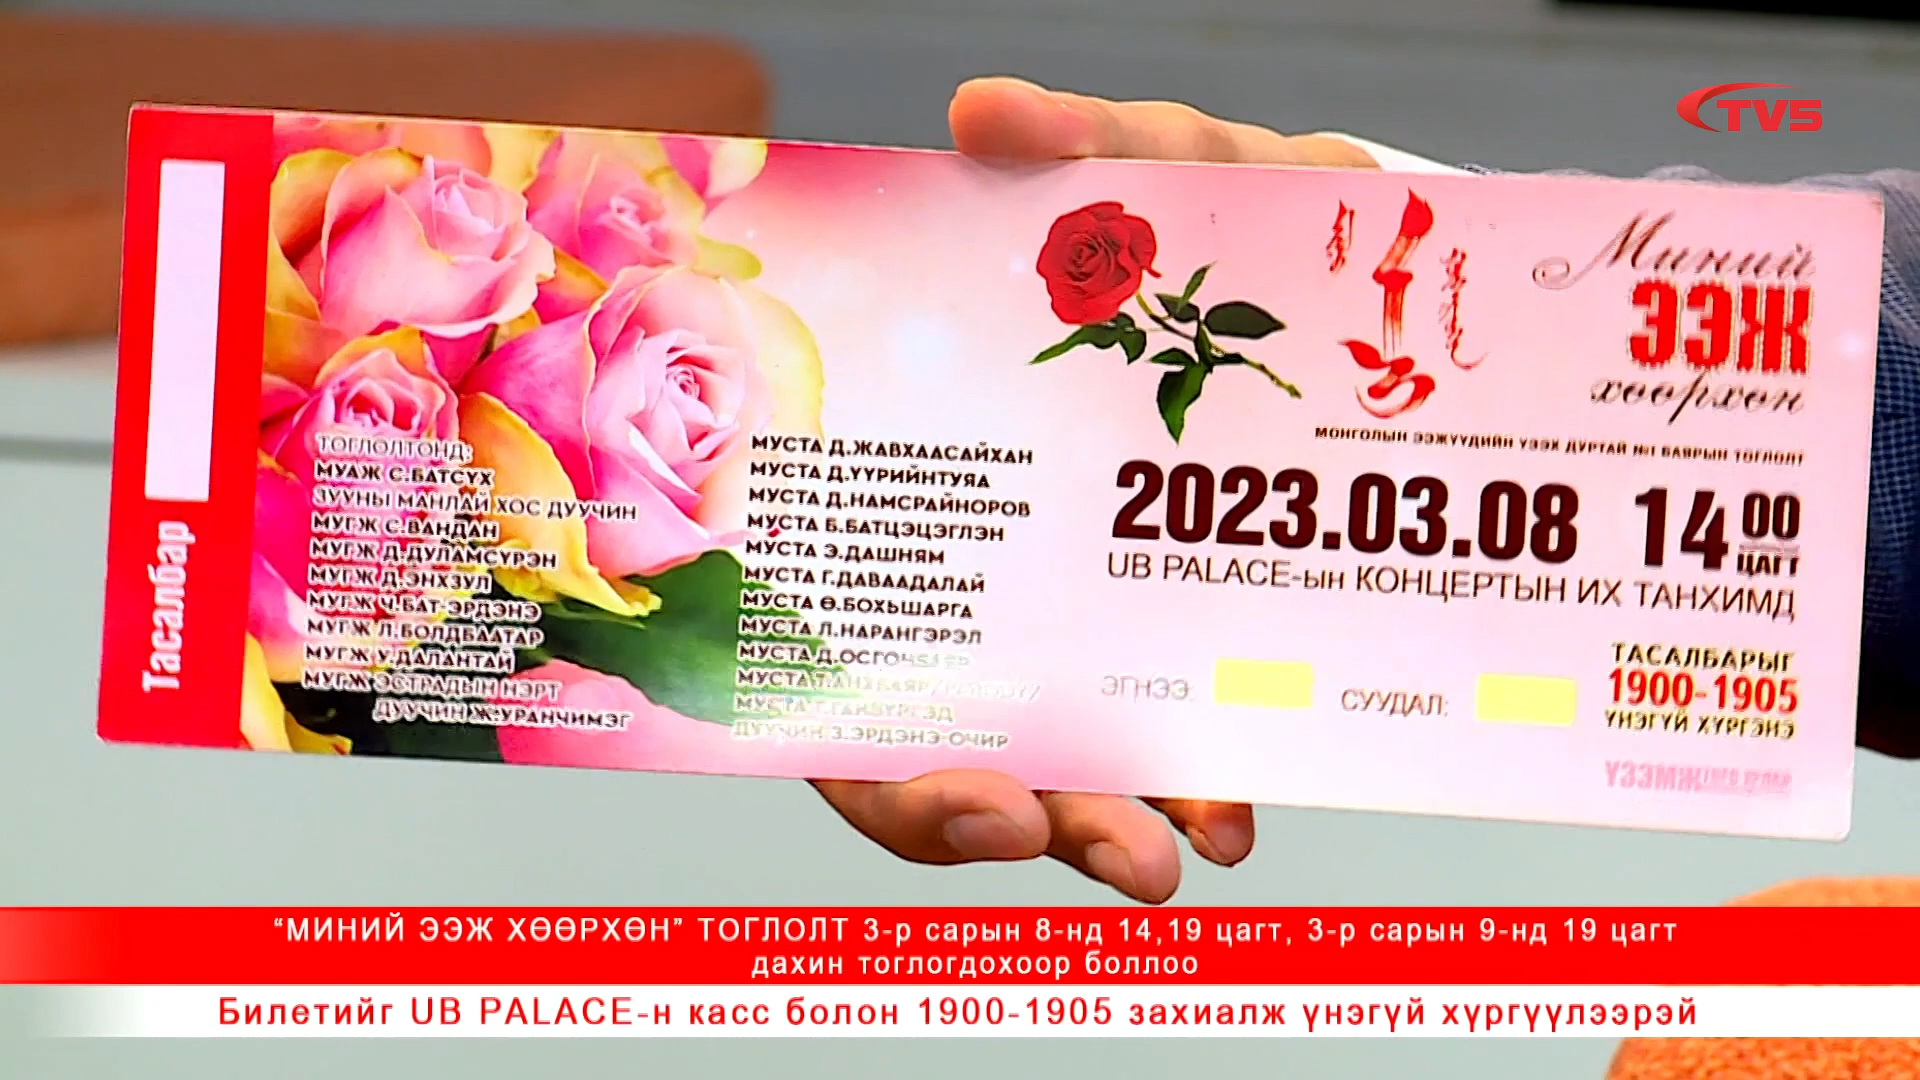 TV5
Тасалбар
ТОГЛОЛТОНД:
МУАЖ С.БАТСҮХ
ЗУУНЫ МАНЛАЙ ХОС ДУУЧИН
МУГЖ С.ВАНДАН
МУГЖ Д.ДУЛАМСҮРЭН
МУГЖ Д.ЭНХЗУЛ
МУГЖ Ч.БАТ-ЭРДЭНЭ
МУГЖ Л.БОЛДБААТАР
МУГЖ У.ДАЛАНТАЙ
МУГЖ ЭСТРАДЫН НЭРТ
ДУУЧИН Ж.УРАНЧИМЭГ
МУСТА Д.ЖАВХААСАЙХАН
МУСТА Д.ҮҮРИЙНТУЯА
МУСТА Д.НАМСРАЙНОРОВ
МУСТА Б.БАТЦЭЦЭГЛЭН
МУСТА Э.ДАШНЯМ
МУСТА Г.ДАВААДАЛАЙ
МУСТА Ө.БОХЬШАРГА
МУСТА Л.НАРАНГЭРЭЛ
МУСТА
МУСТА
МУСТА Т.ГАНБҮРГЭД
ДУУЧИН З.ЭРДЭНЭ-ОЧИР
Миний
ЭЭЖ
хөөрхөн
МОНГОЛЫН ЭЭЖҮҮДИЙН ҮЗЭХ ДУРТАЙ №1 БАЯРЫН ТОГЛОЛТ
2023.03.08 14 00 ЦАГТ
UB PALACE-ын КОНЦЕРТЫН ИХ ТАНХИМД
ЭГНЭЭ: СУУДАЛ:
ТАСАЛБАРЫГ
1900-1905
ҮНЭГҮЙ ХҮРГЭНЭ
“МИНИЙ ЭЭЖ ХӨӨРХӨН” ТОГЛОЛТ 3-р сарын 8-нд 14,19 цагт, 3-р сарын 9-нд 19 цагт
дахин тоглогдохоор боллоо
Билетийг UB PALACE-н касс болон 1900-1905 захиалж үнэгүй хүргүүлээрэй